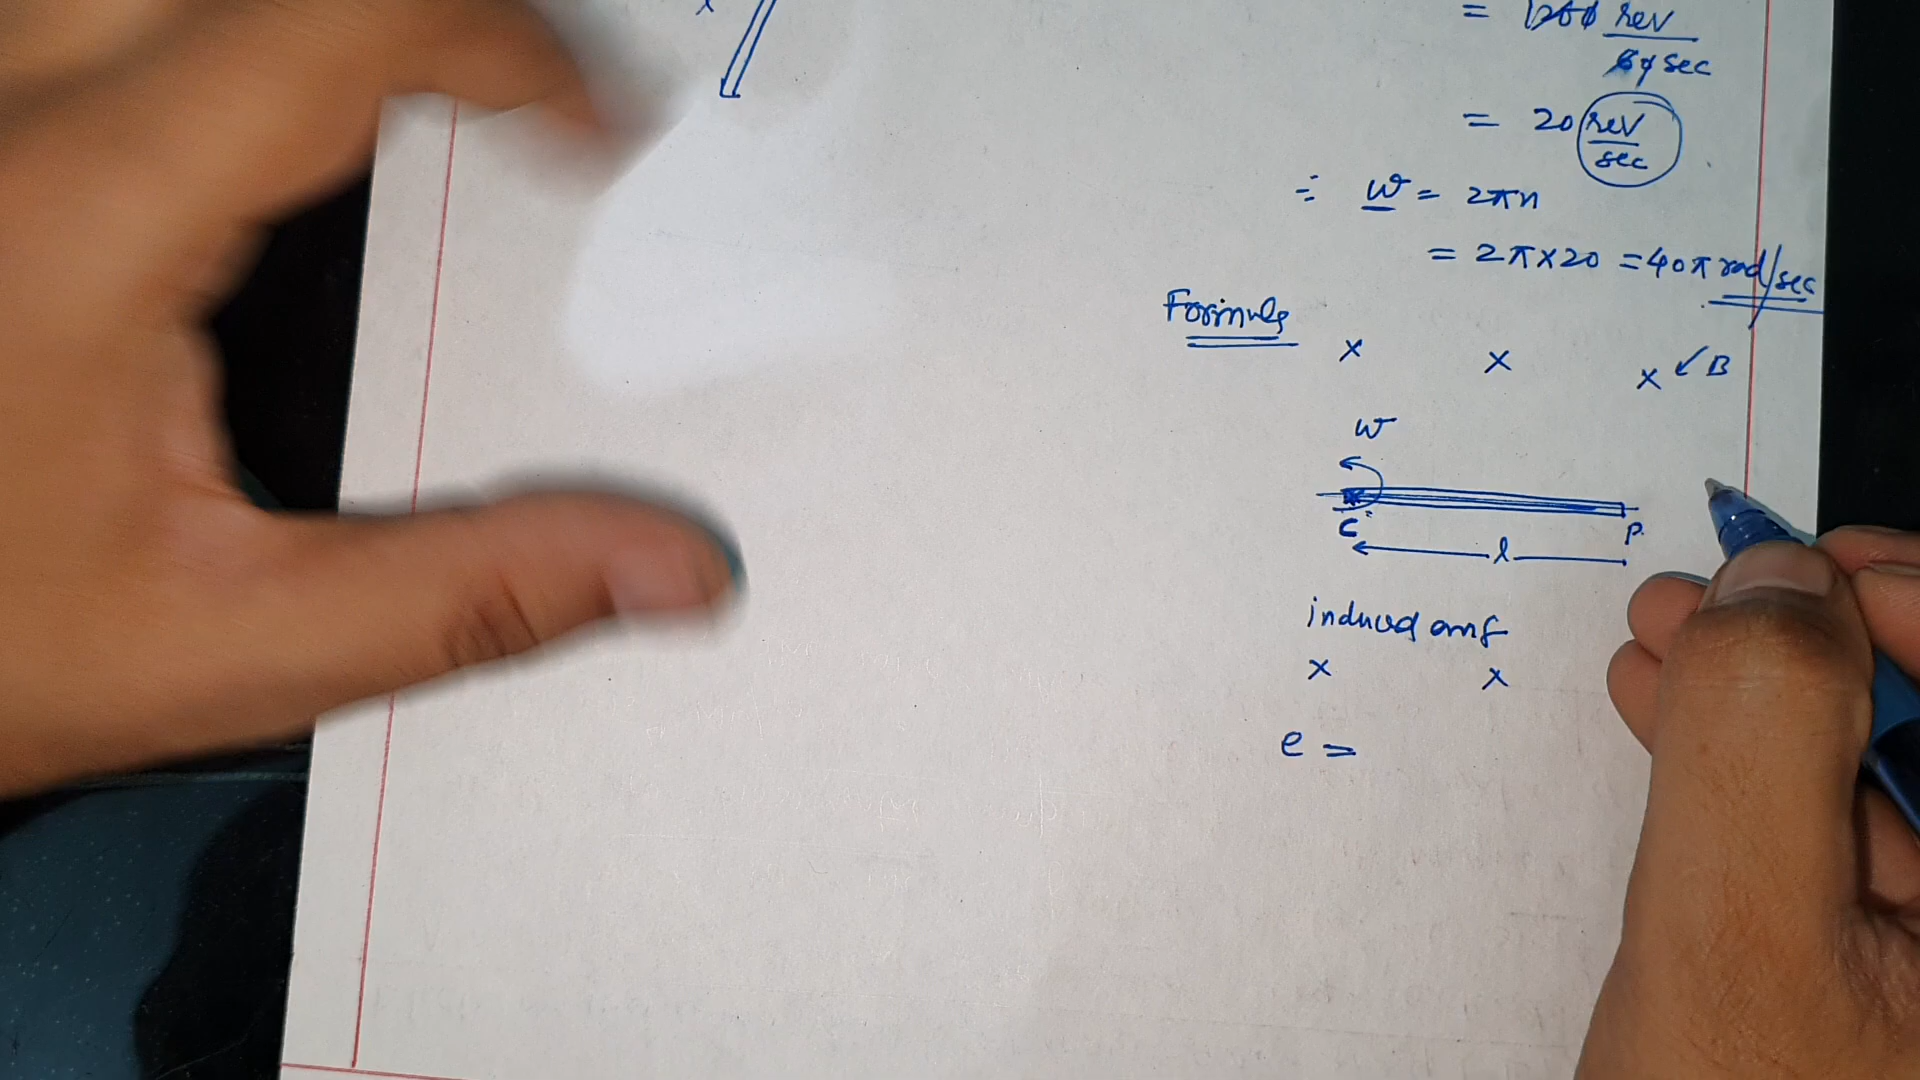 x
= 1200 rev
60 sec
= 20 rev
sec
∴ w = 2πn
= 2π×20 = 40π rad/sec
Formula
x x x ↙ B
w
C P.
l
induced emf
x x
e =